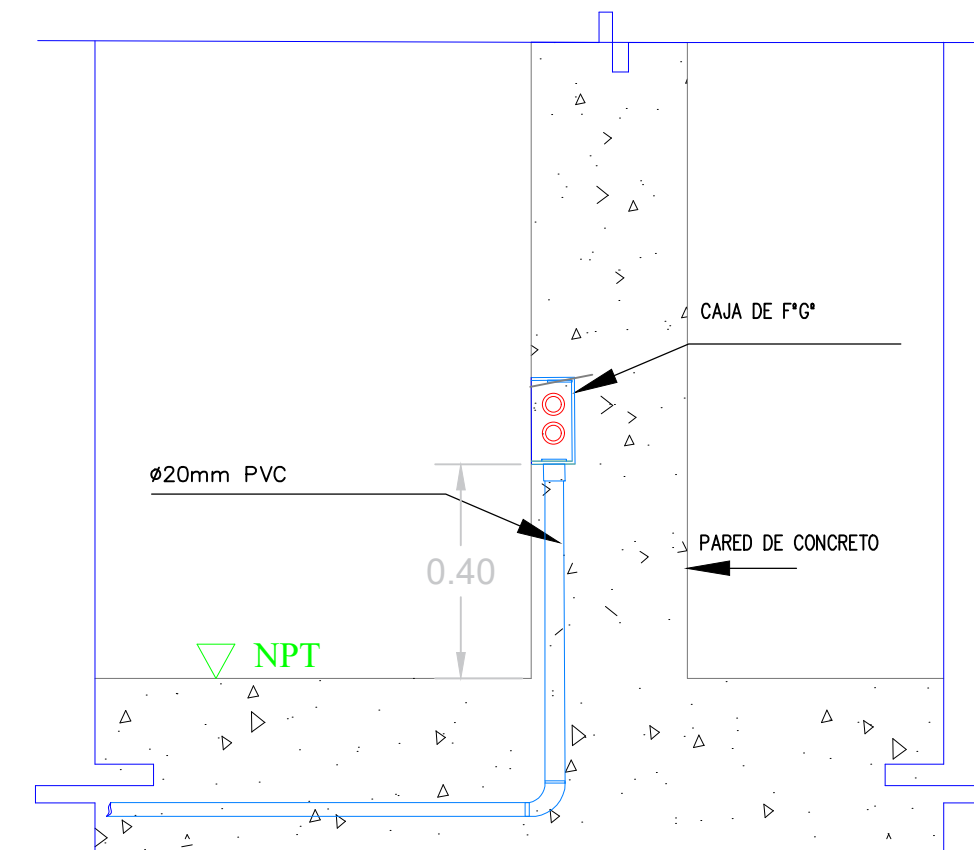 CAJA DE F°G°
ø20mm PVC
PARED DE CONCRETO
0.40
NPT